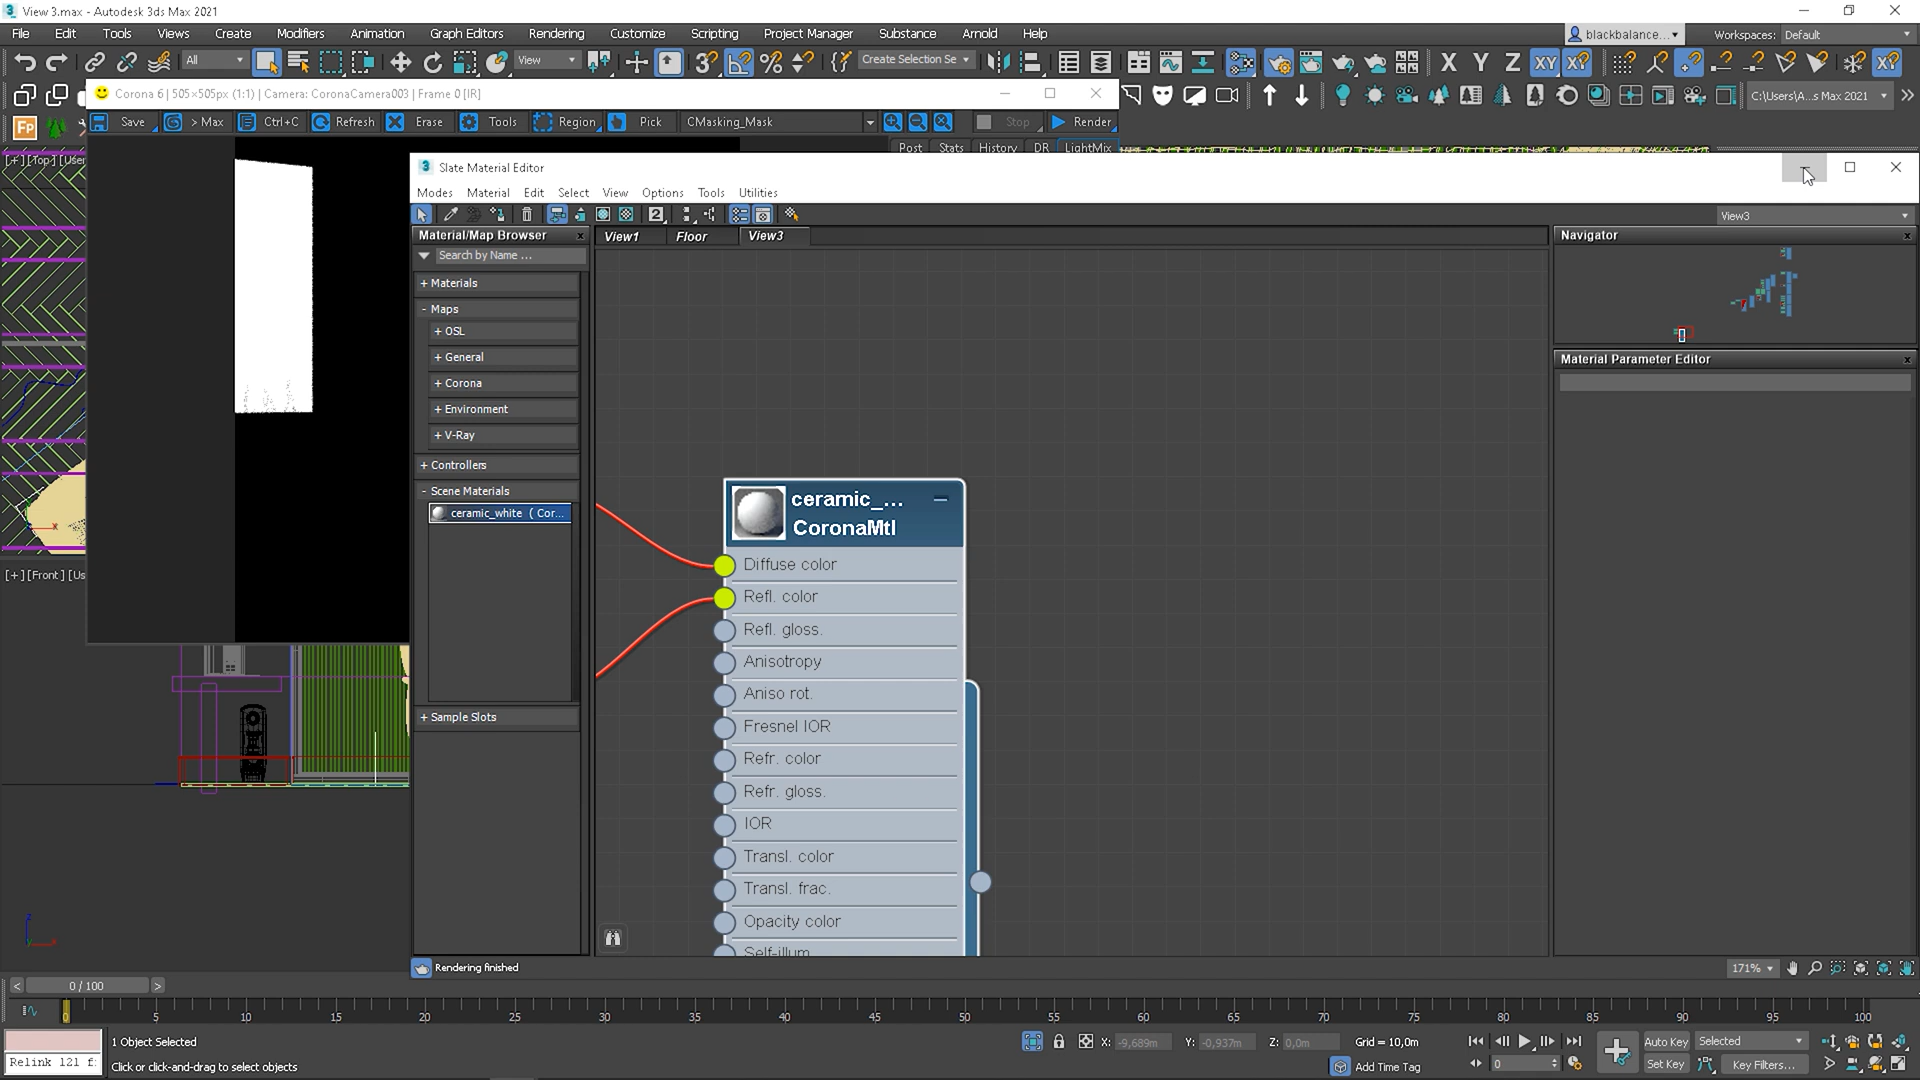 View 3.max - Autodesk 3ds Max 2021
File Edit Tools Views Create Modifiers Animation Graph Editors Rendering Customize Scripting Project Manager Substance Arnold Help
blackbalance... Workspaces: Default
All View Create Selection Se X Y Z XY XY XY
Corona 6 | 505×505px (1:1) | Camera: CoronaCamera003 | Frame 0 [IR]
C:\Users\A...s Max 2021
Fp Save > Max Ctrl+C Refresh Erase Tools Region Pick CMasking_Mask Stop Render
Post Stats History DR LightMix
[+] [Top] [User
Slate Material Editor
Modes Material Edit Select View Options Tools Utilities
View3
Material/Map Browser
View1 Floor View3
Navigator
Search by Name ...
+ Materials
- Maps
+ OSL
+ General
+ Corona
+ Environment
+ V-Ray
+ Controllers
- Scene Materials
ceramic_white ( Cor...
+ Sample Slots
Material Parameter Editor
ceramic_...
CoronaMtl
Diffuse color
Refl. color
Refl. gloss.
Anisotropy
Aniso rot.
Fresnel IOR
Refr. color
Refr. gloss.
IOR
Transl. color
Transl. frac.
Opacity color
Self-illum
[+] [Front] [Us
Rendering finished
171%
< 0 / 100 >
0 5 10 15 20 25 30 35 40 45 50 55 60 65 70 75 80 85 90 95 100
Relink 121 f:
1 Object Selected
Click or click-and-drag to select objects
X: -9,689m Y: -0,937m Z: 0,0m Grid = 10,0m
Add Time Tag
0
Auto Key Selected
Set Key Key Filters...